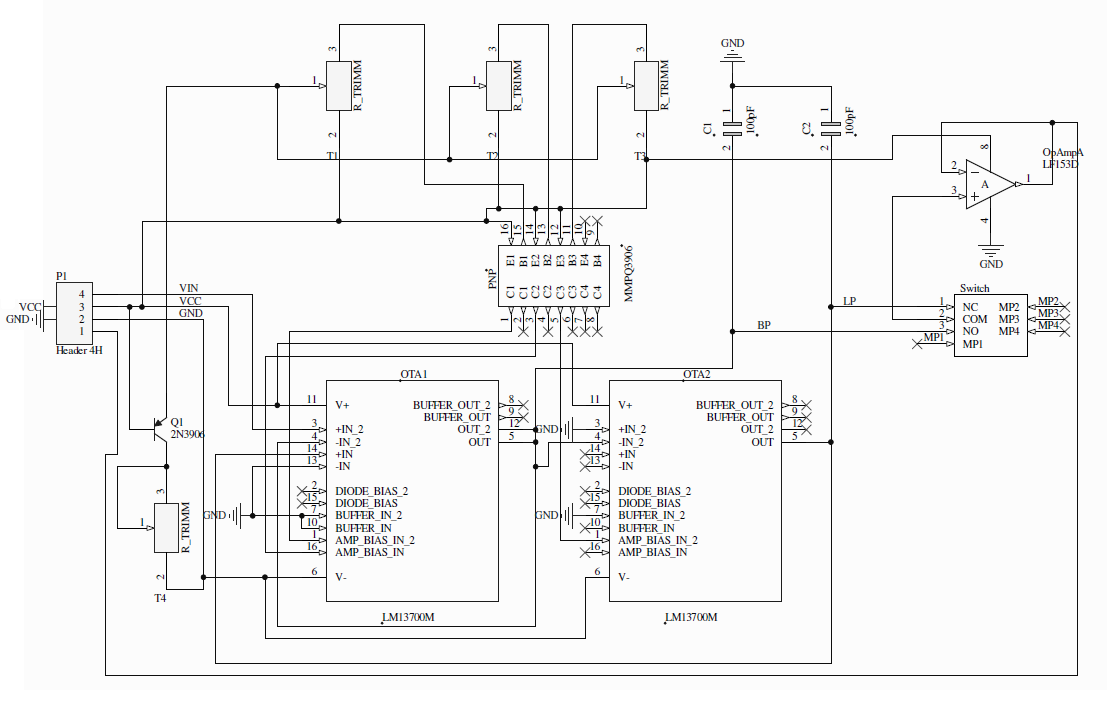 GND
3
3
3
1
1
1
R_TRIMM
R_TRIMM
R_TRIMM
2
2
2
T1
T2
T3
1
C1
100pF
2
1
C2
100pF
2
8
OpAmpA
LF153D
2
3
A
1
4
GND
16
15
14
13
12
11
10
9
E1
B1
E2
B2
E3
B3
E4
B4
PNP
MMPQ3906
C1
C1
C2
C2
C3
C3
C4
C4
1
2
3
4
5
6
7
8
P1
VCC
GND
4
3
2
1
Header 4H
VIN
VCC
GND
LP
BP
Switch
1
2
3
NC
COM
NO
MP1
MP2
MP3
MP4
MP1
MP2
MP3
MP4
Q1
2N3906
3
1
R_TRIMM
2
T4
GND
OTA1
11 V+
3 +IN_2
4 -IN_2
14 +IN
13 -IN
2 DIODE_BIAS_2
15 DIODE_BIAS
7 BUFFER_IN_2
10 BUFFER_IN
1 AMP_BIAS_IN_2
16 AMP_BIAS_IN
6 V-
BUFFER_OUT_2 8
BUFFER_OUT 9
OUT_2 12
OUT 5
LM13700M
GND
GND
OTA2
11 V+
3 +IN_2
4 -IN_2
14 +IN
13 -IN
2 DIODE_BIAS_2
15 DIODE_BIAS
7 BUFFER_IN_2
10 BUFFER_IN
1 AMP_BIAS_IN_2
16 AMP_BIAS_IN
6 V-
BUFFER_OUT_2 8
BUFFER_OUT 9
OUT_2 12
OUT 5
LM13700M